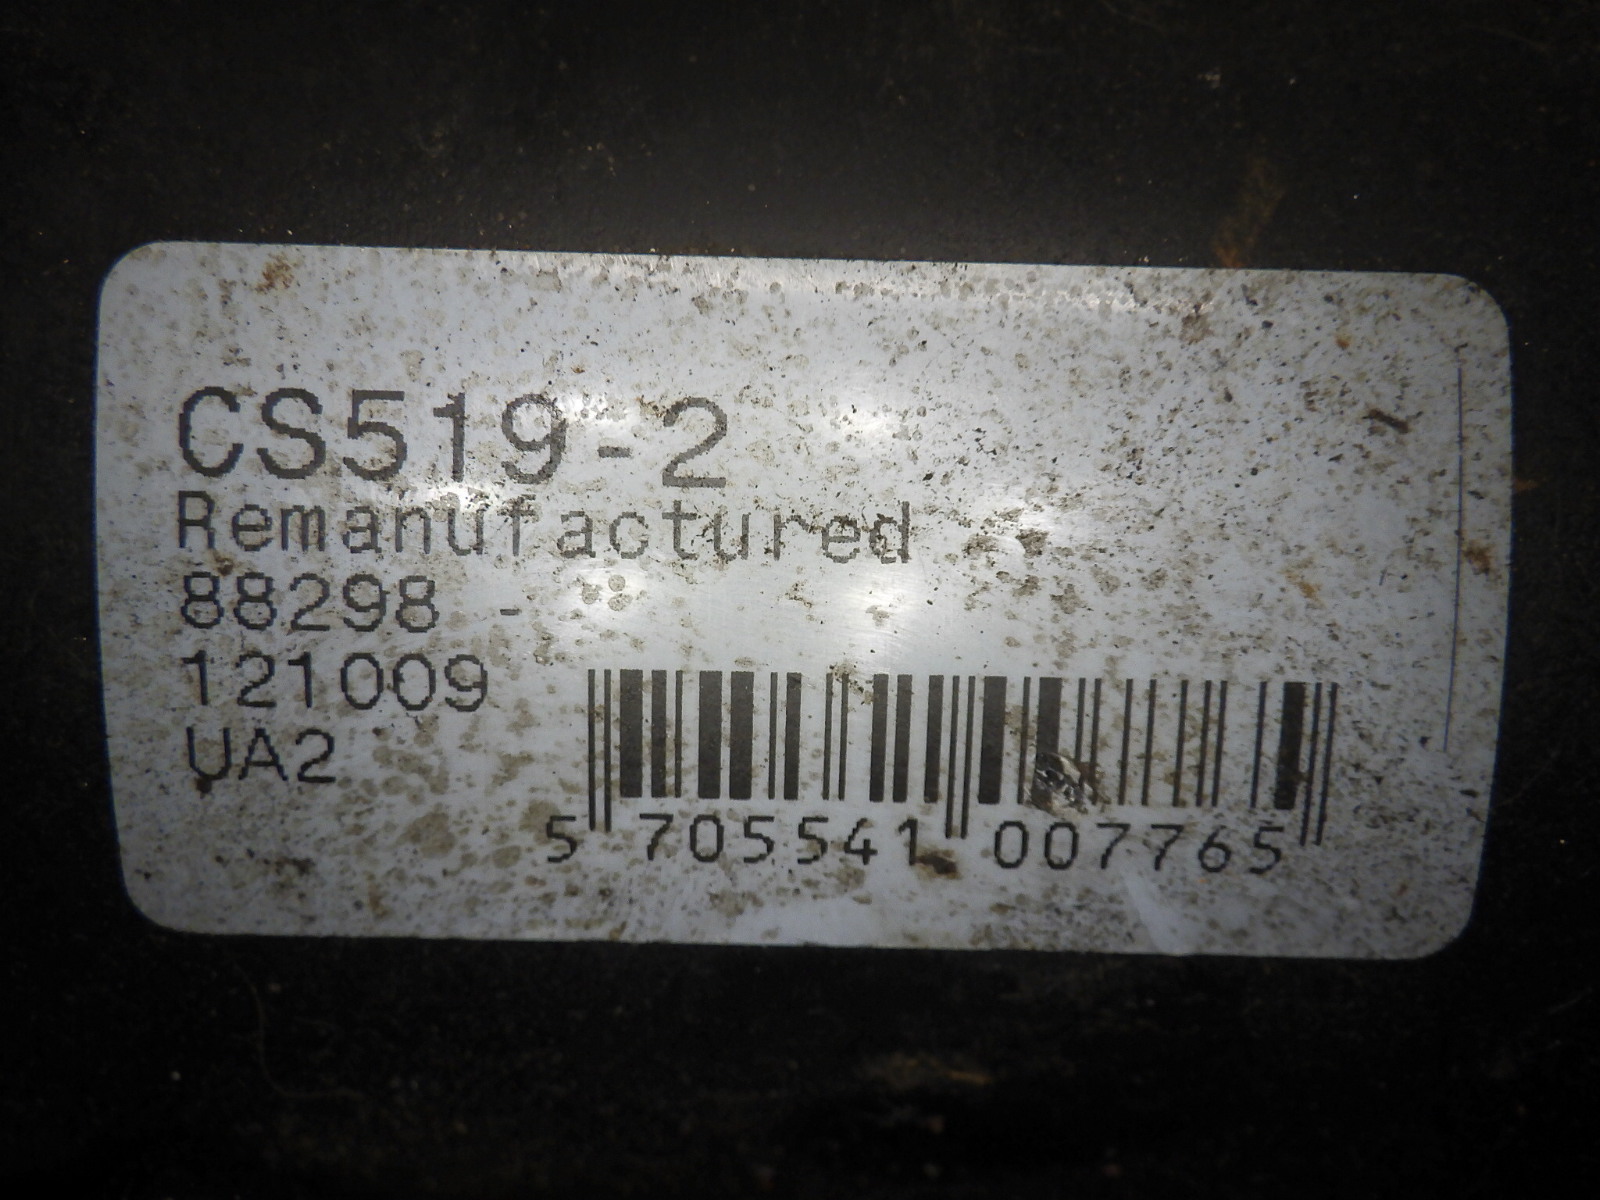 CS519-2
Remanufactured
88298 -
121009
UA2
5 705541 007765